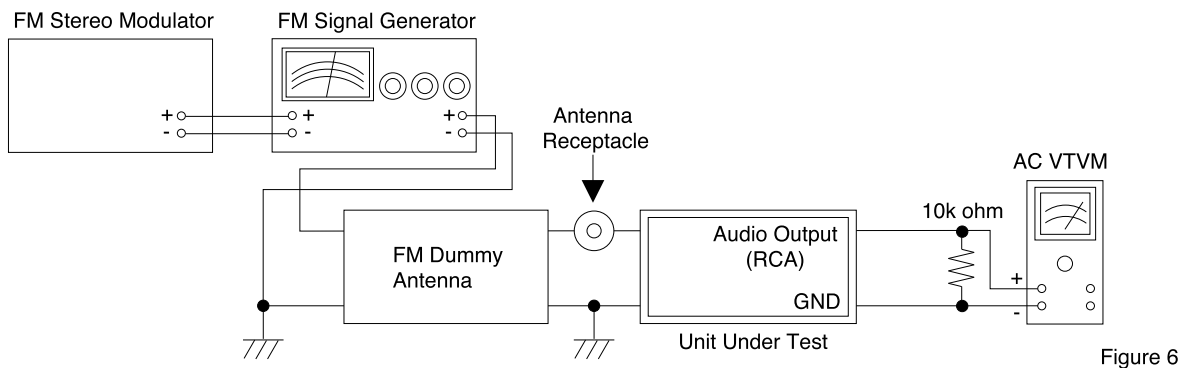 FM Stereo Modulator
FM Signal Generator
+
-
+
-
+
-
Antenna
Receptacle
AC VTVM
10k ohm
FM Dummy
Antenna
Audio Output
(RCA)
GND
+
-
Unit Under Test
Figure 6